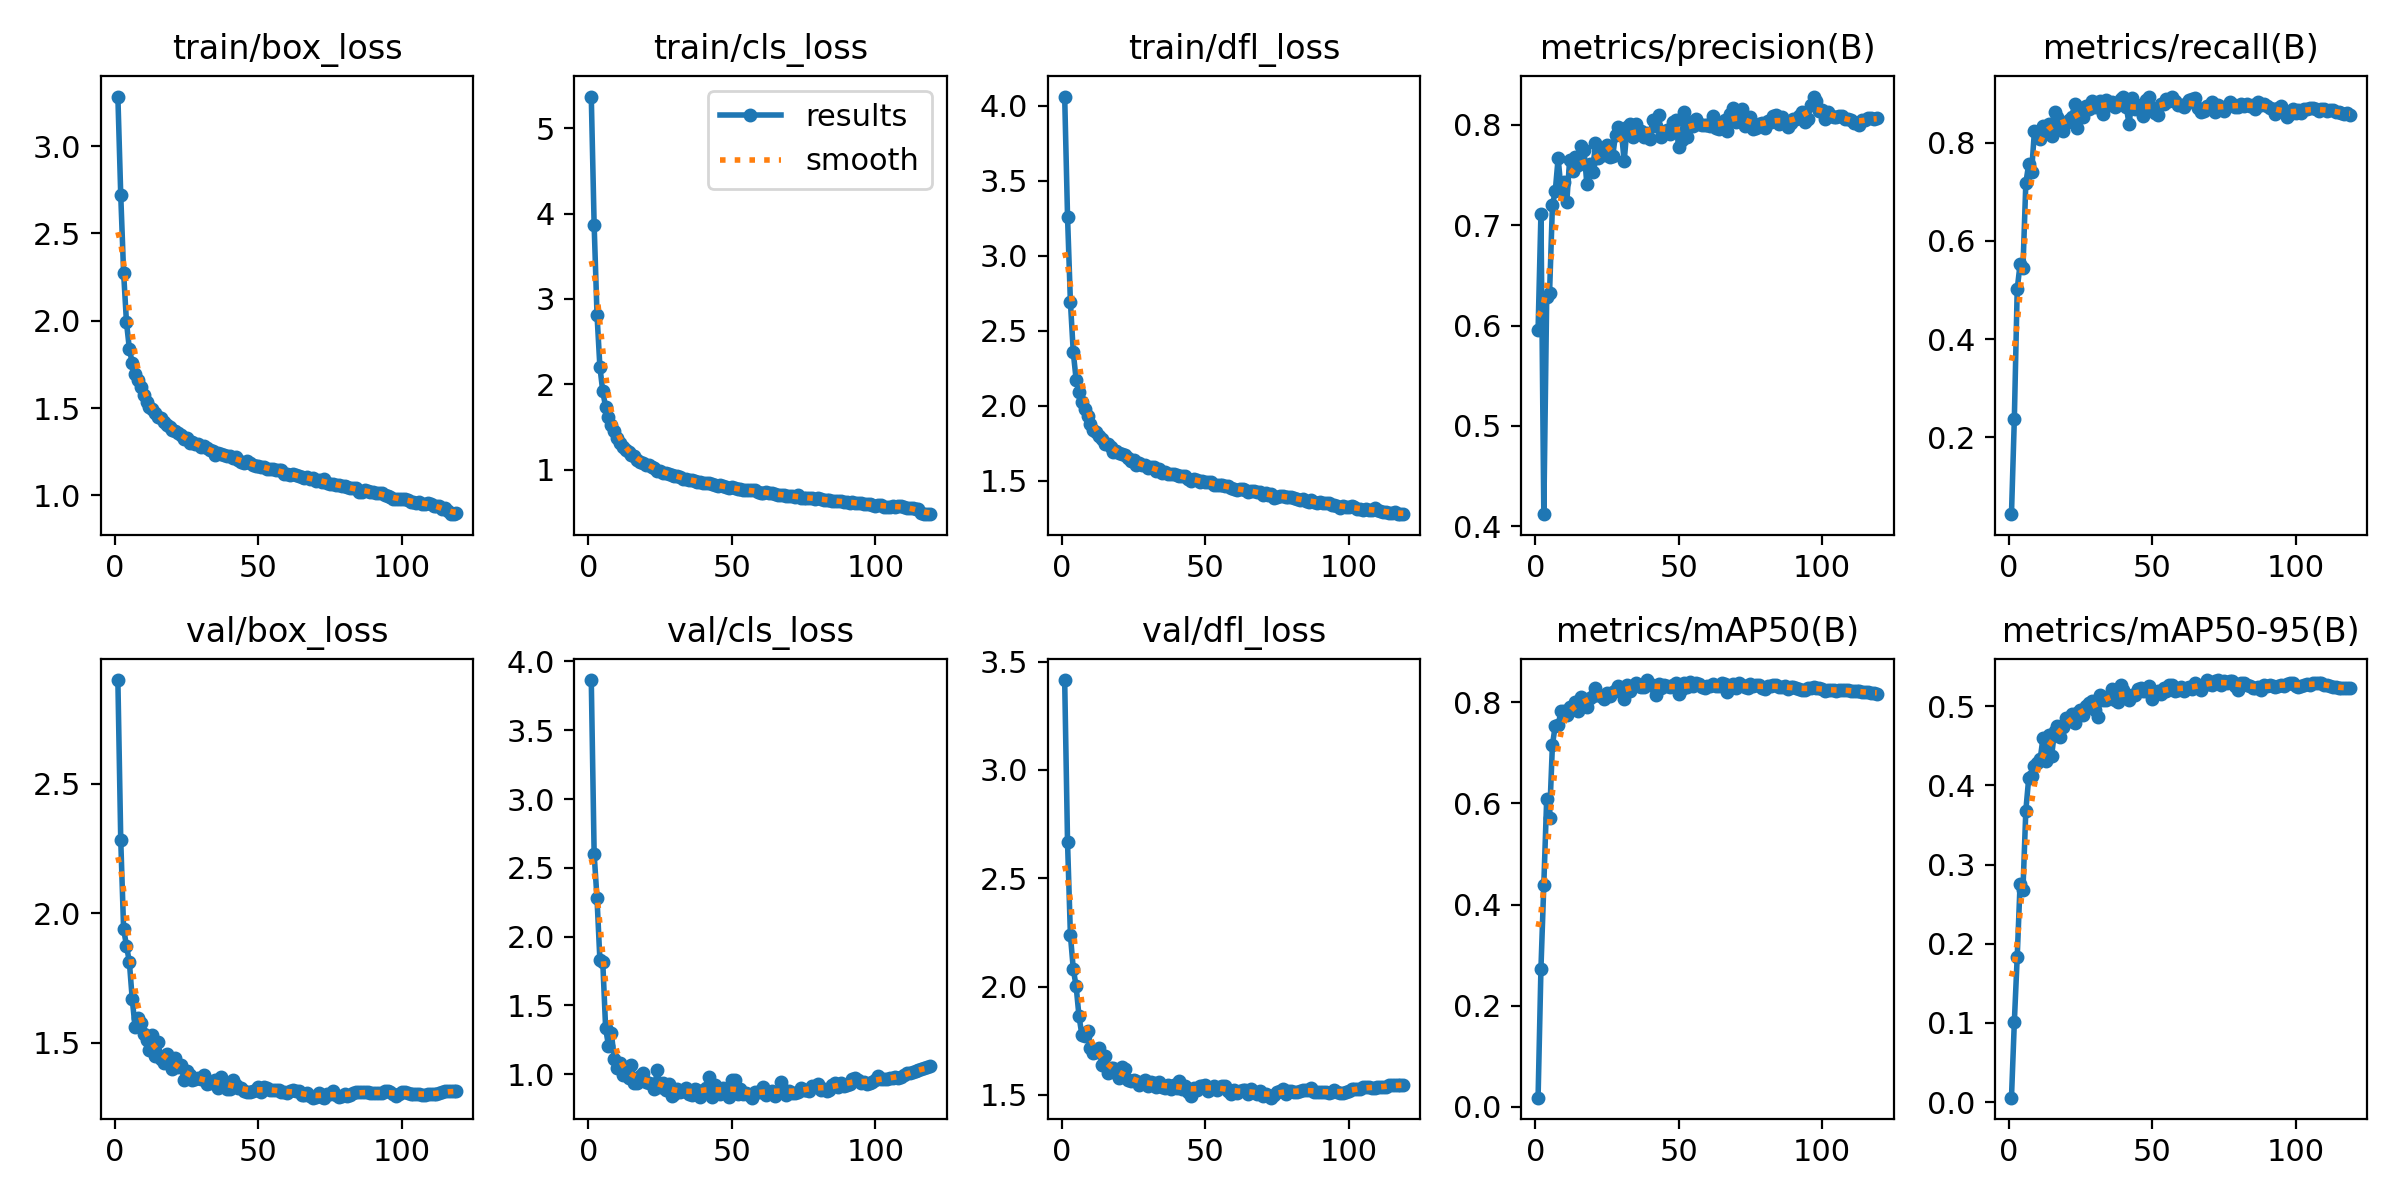 train/box_loss
3.0
2.5
2.0
1.5
1.0
0 50 100
train/cls_loss
results
smooth
5
4
3
2
1
0 50 100
train/dfl_loss
4.0
3.5
3.0
2.5
2.0
1.5
0 50 100
metrics/precision(B)
0.8
0.7
0.6
0.5
0.4
0 50 100
metrics/recall(B)
0.8
0.6
0.4
0.2
0 50 100
val/box_loss
2.5
2.0
1.5
0 50 100
val/cls_loss
4.0
3.5
3.0
2.5
2.0
1.5
1.0
0 50 100
val/dfl_loss
3.5
3.0
2.5
2.0
1.5
0 50 100
metrics/mAP50(B)
0.8
0.6
0.4
0.2
0.0
0 50 100
metrics/mAP50-95(B)
0.5
0.4
0.3
0.2
0.1
0.0
0 50 100